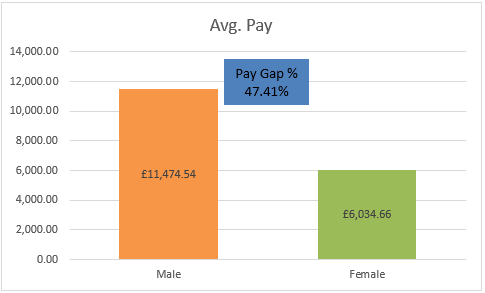 Avg. Pay
14,000.00
12,000.00
10,000.00
8,000.00
6,000.00
4,000.00
2,000.00
0.00
Pay Gap %
47.41%
£11,474.54
£6,034.66
Male
Female